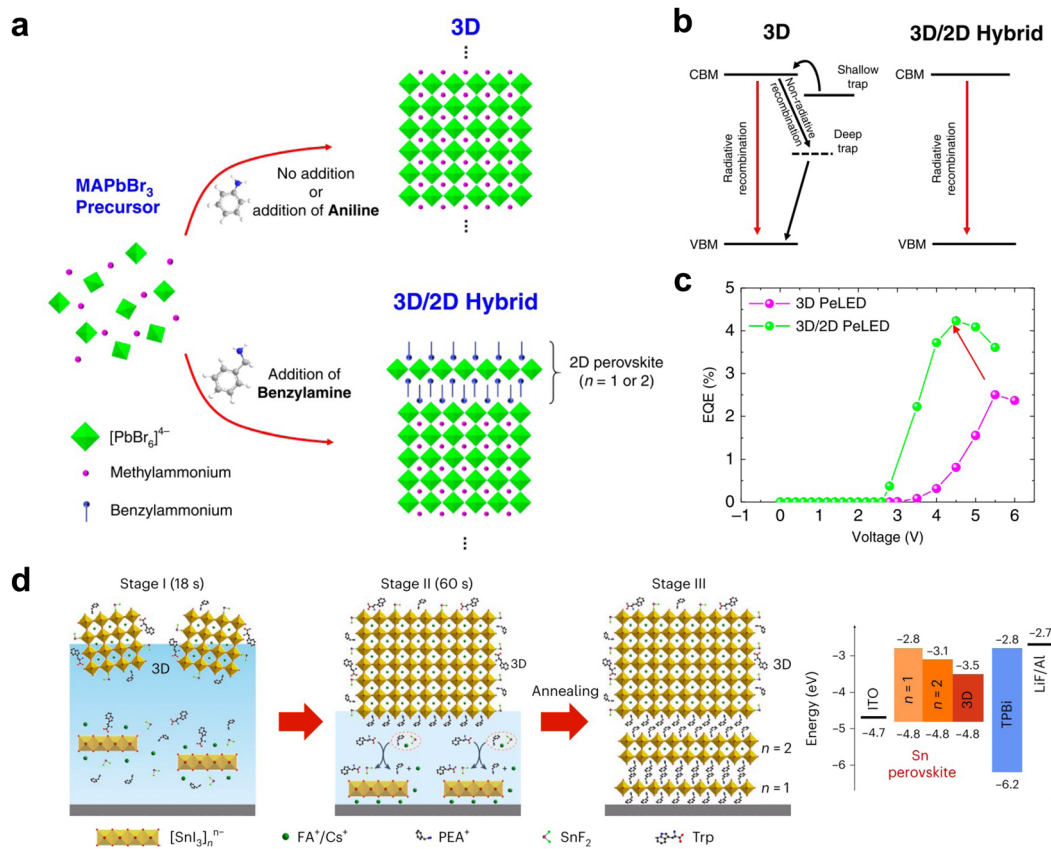 a
3D
MAPbBr3
Precursor
No addition
or
addition of Aniline
3D/2D Hybrid
Addition of
Benzylamine
2D perovskite
(n = 1 or 2)
[PbBr6]4−
Methylammonium
Benzylammonium
b
3D
3D/2D Hybrid
CBM
Shallow
trap
Radiative
recombination
Non-radiative
recombination
Deep
trap
VBM
CBM
Radiative
recombination
VBM
c
3D PeLED
3D/2D PeLED
EQE (%)
5
4
3
2
1
0
−1 0 1 2 3 4 5 6
Voltage (V)
d
Stage I (18 s)
3D
Stage II (60 s)
3D
Annealing
Stage III
3D
n = 2
n = 1
[SnI3]n n−
FA+/Cs+
PEA+
SnF2
Trp
Energy (eV)
−3
−4
−5
−6
ITO
−4.7
−2.8
n = 1
−4.8
−3.1
n = 2
−4.8
−3.5
3D
−4.8
Sn
perovskite
−2.8
TPBi
−6.2
−2.7
LiF/Al